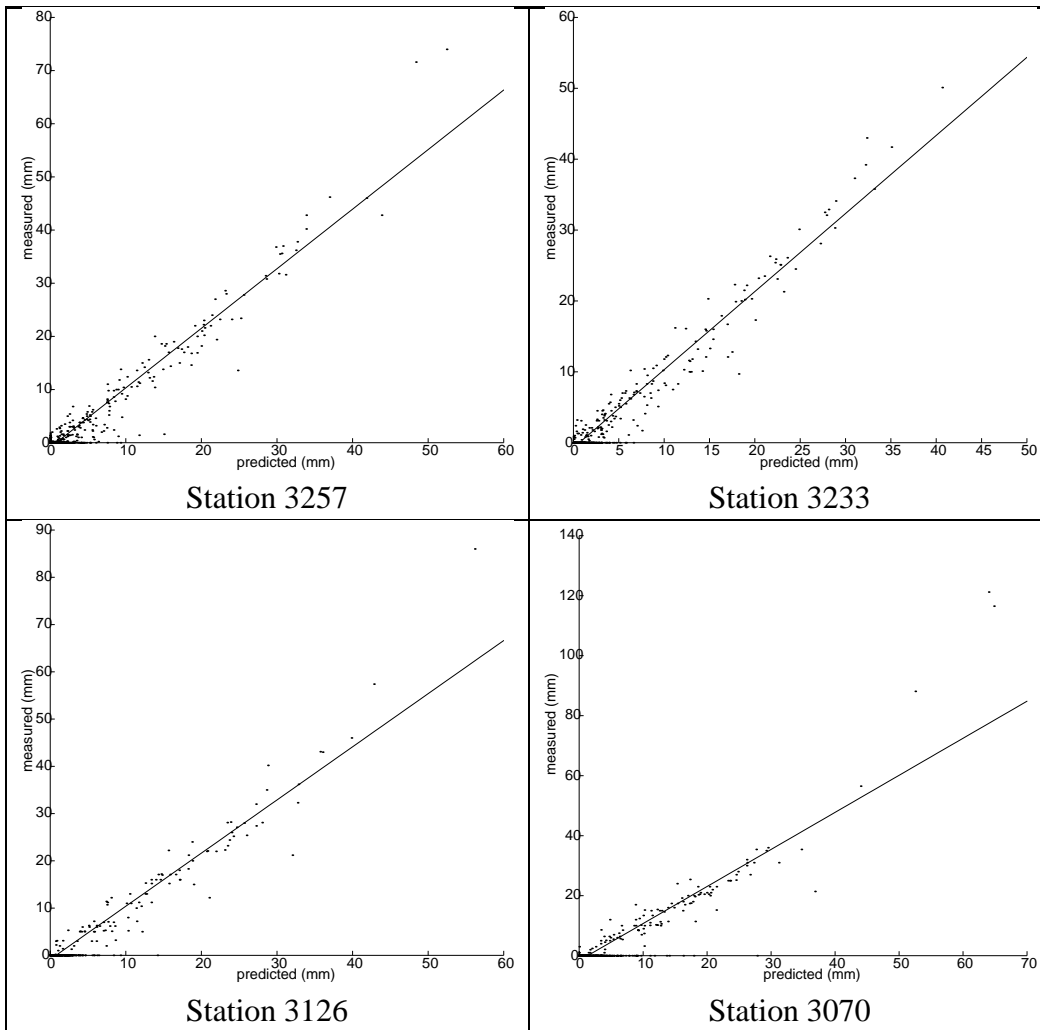 80
70
60
50
40
30
20
10
0
measured (mm)
0 10 20 30 40 50 60
predicted (mm)
Station 3257
60
50
40
30
20
10
0
measured (mm)
0 5 10 15 20 25 30 35 40 45 50
predicted (mm)
Station 3233
90
80
70
60
50
40
30
20
10
0
measured (mm)
0 10 20 30 40 50 60
predicted (mm)
Station 3126
140
120
100
80
60
40
20
0
measured (mm)
0 10 20 30 40 50 60 70
predicted (mm)
Station 3070